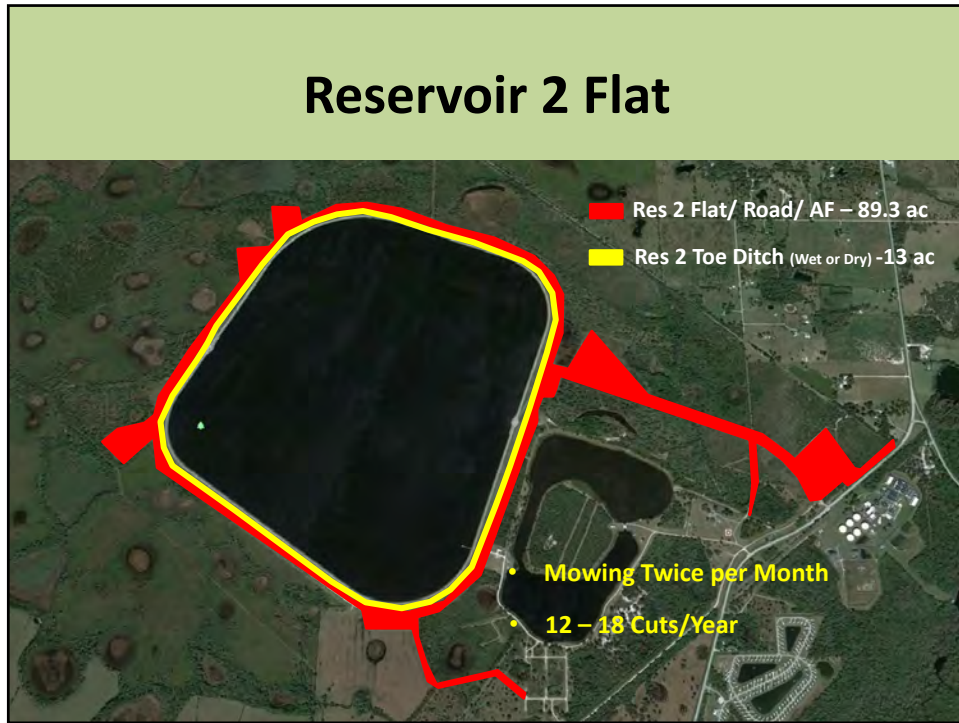 Reservoir 2 Flat
Res 2 Flat/ Road/ AF – 89.3 ac
Res 2 Toe Ditch (Wet or Dry) -13 ac
• Mowing Twice per Month
• 12 – 18 Cuts/Year